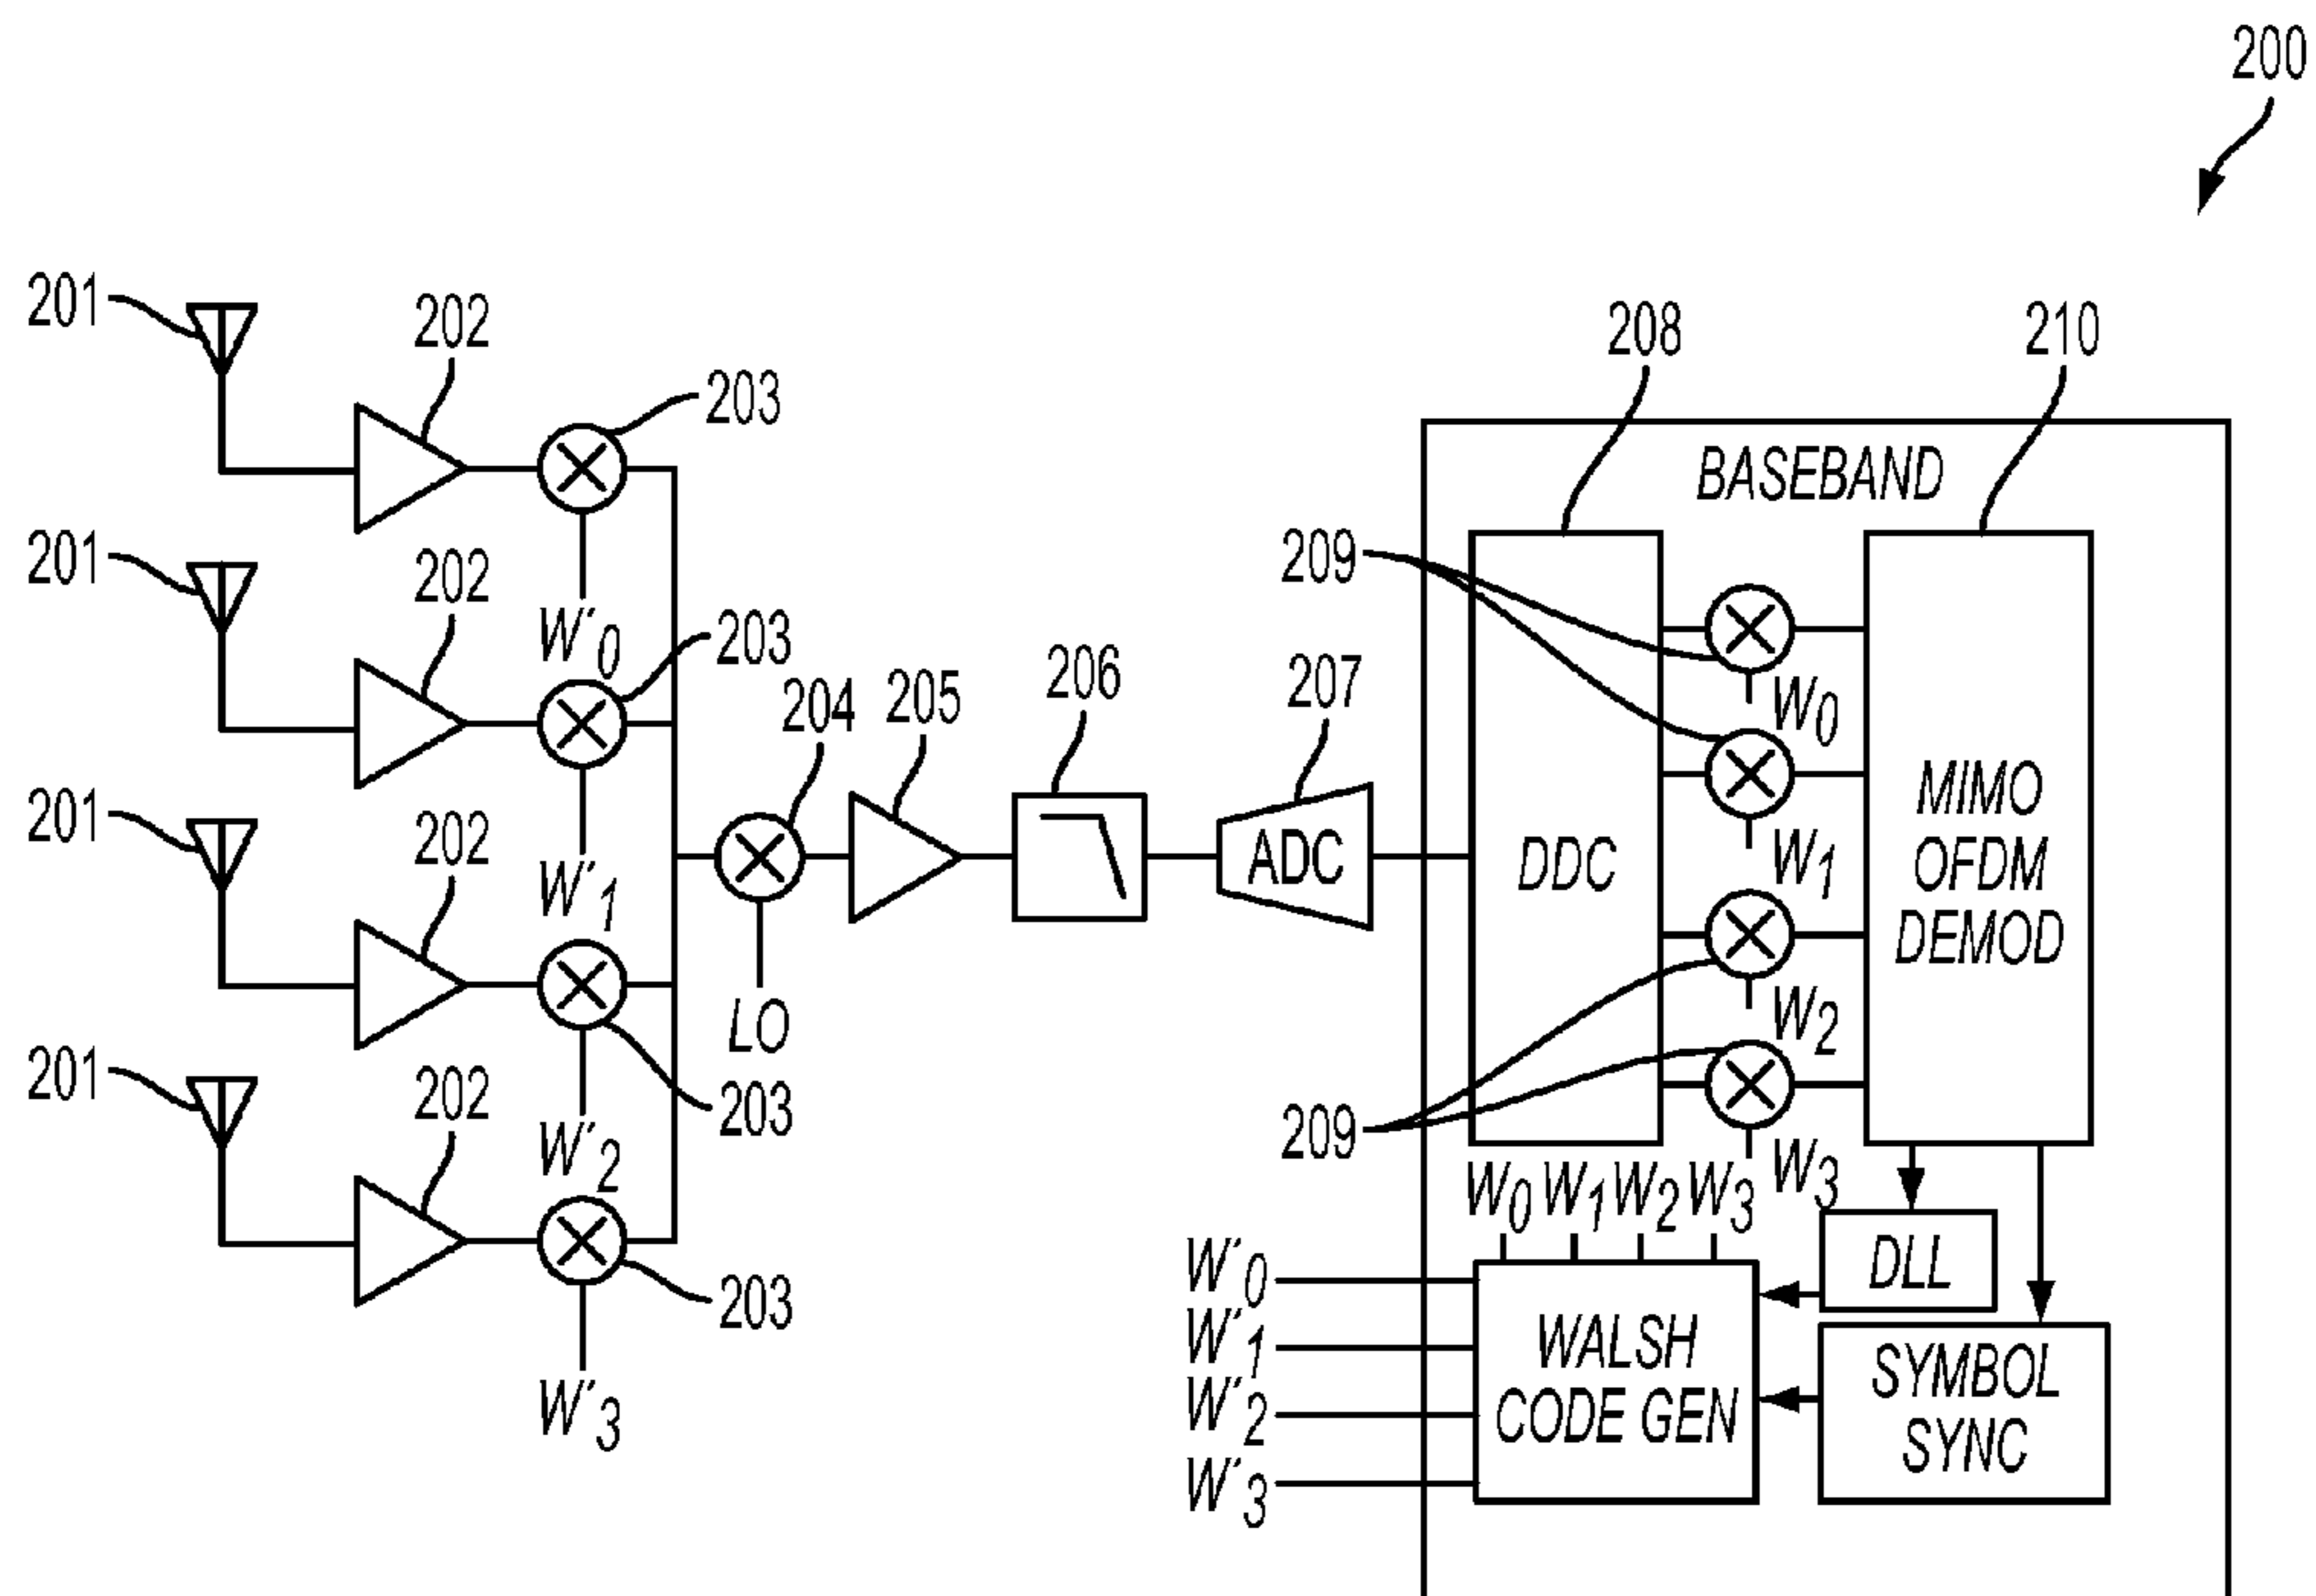 200
201
202
203
W'0
201
202
203
W'1
201
202
203
W'2
201
202
203
W'3
204
LO
205
206
207
ADC
BASEBAND
208
DDC
209
209
W0
W1
W2
W3
210
MIMO
OFDM
DEMOD
W0 W1 W2 W3
W'0
W'1
W'2
W'3
WALSH
CODE GEN
DLL
SYMBOL
SYNC